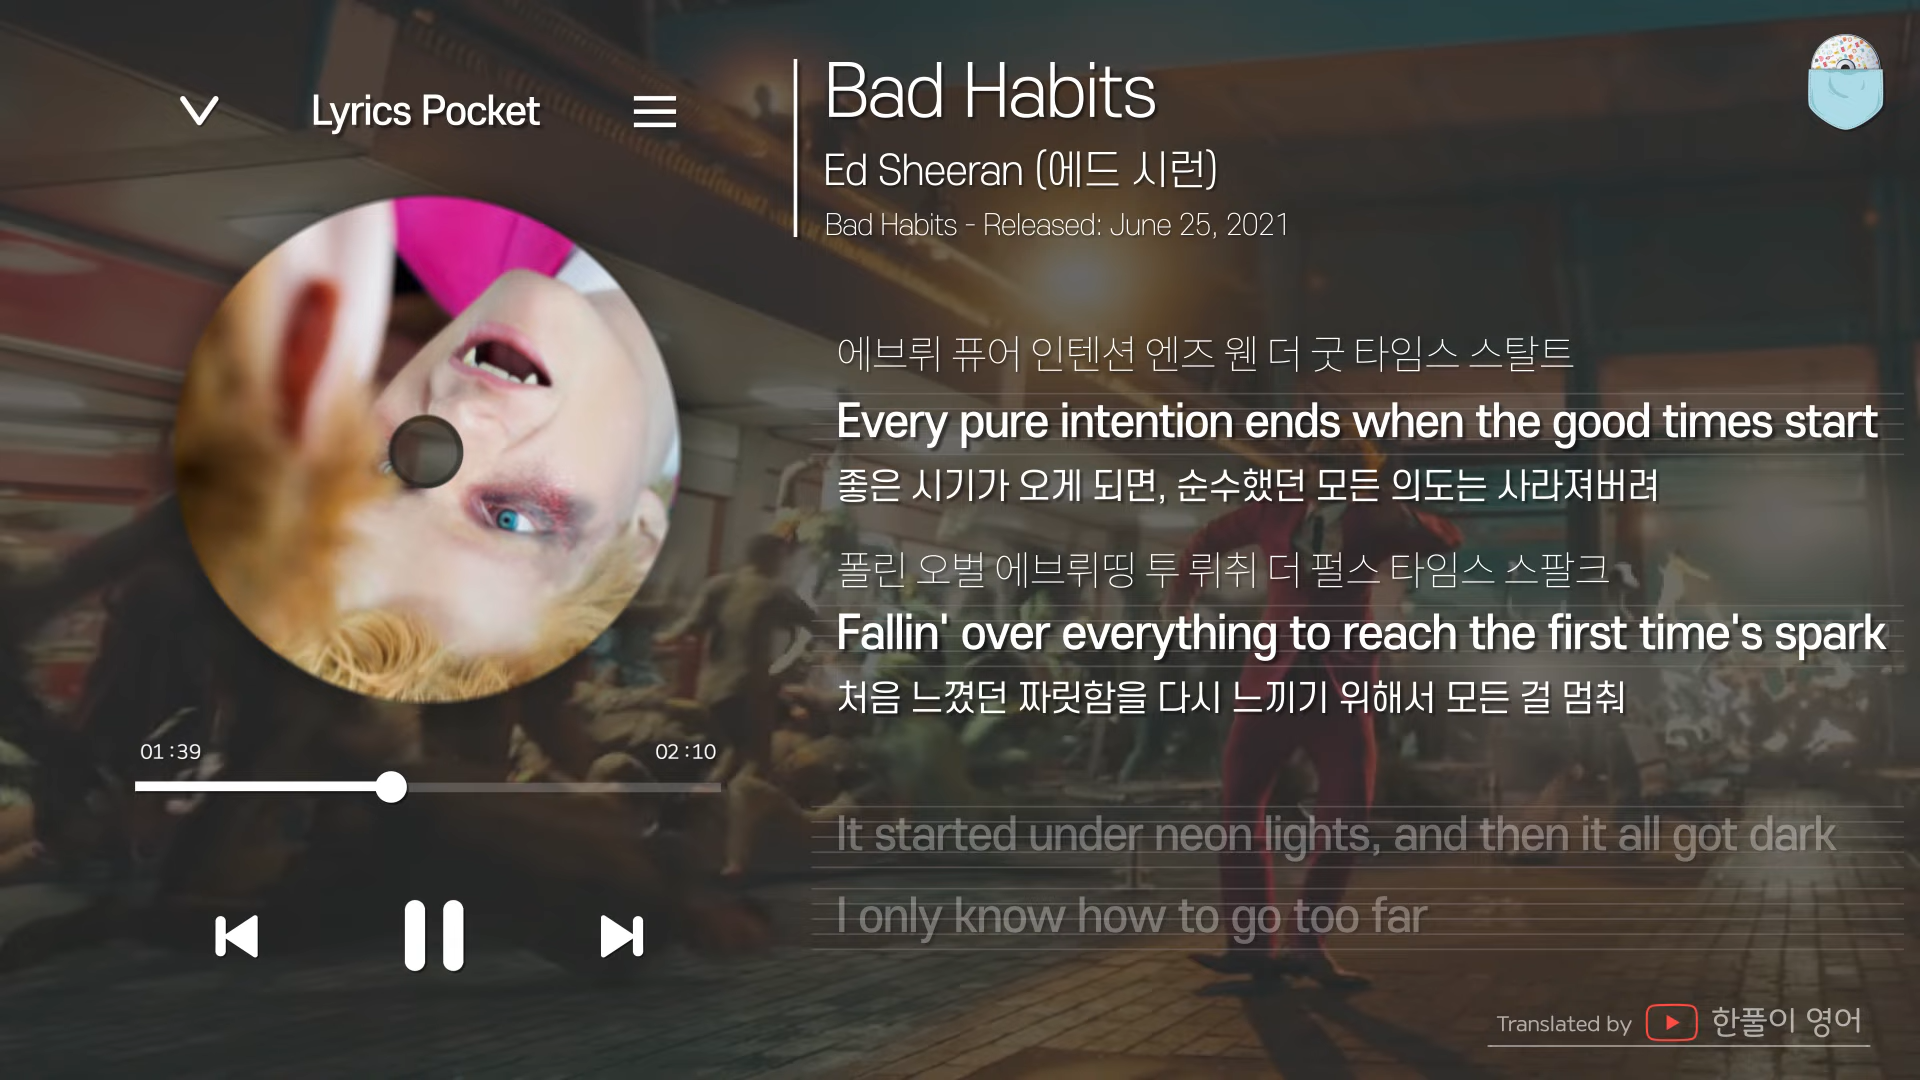 Lyrics Pocket
01:39
02:10
Bad Habits
Ed Sheeran (에드 시런)
Bad Habits - Released: June 25, 2021
에브뤼 퓨어 인텐션 엔즈 웬 더 굿 타임스 스탈트
Every pure intention ends when the good times start
좋은 시기가 오게 되면, 순수했던 모든 의도는 사라져버려
폴린 오벌 에브뤼띵 투 뤼취 더 펄스 타임스 스팔크
Fallin' over everything to reach the first time's spark
처음 느꼈던 짜릿함을 다시 느끼기 위해서 모든 걸 멈춰
It started under neon lights, and then it all got dark
I only know how to go too far
Translated by 한풀이 영어